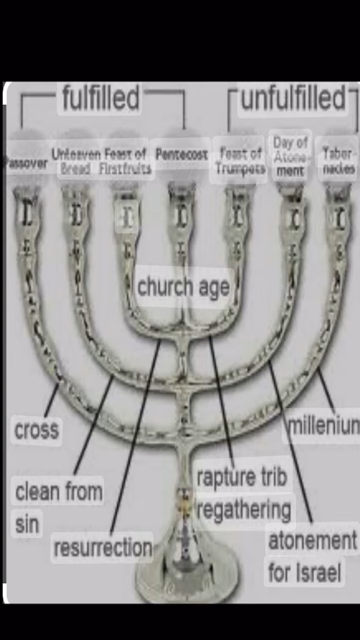 fulfilled
unfulfilled
Passover
Unleaven
Bread
Feast of
Firstfruits
Pentecost
Feast of
Trumpets
Day of
Atone-
ment
Taber-
nacles
church age
cross
clean from
sin
resurrection
rapture trib
regathering
millenium
atonement
for Israel